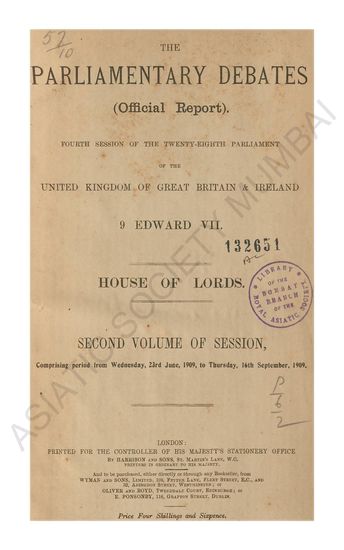 57/10
THE
PARLIAMENTARY DEBATES
(Official Report).
FOURTH SESSION OF THE TWENTY-EIGHTH PARLIAMENT
OF THE
UNITED KINGDOM OF GREAT BRITAIN & IRELAND
9 EDWARD VII.
132651
HOUSE OF LORDS.
LIBRARY
OF THE
BOMBAY
BRANCH
OF THE
ROYAL ASIATIC SOCIETY
SECOND VOLUME OF SESSION,
Comprising period from Wednesday, 23rd June, 1909, to Thursday, 16th September, 1909.
P
6
2
LONDON:
PRINTED FOR THE CONTROLLER OF HIS MAJESTY'S STATIONERY OFFICE
BY HARRISON AND SONS, ST. MARTIN'S LANE, W.C.
PRINTERS IN ORDINARY TO HIS MAJESTY.
And to be purchased, either directly or through any Bookseller, from
WYMAN AND SONS, LIMITED, 109, FETTER LANE, FLEET STREET, E.C., and
32, ABINGDON STREET, WESTMINSTER; or
OLIVER AND BOYD, TWEEDDALE COURT, EDINBURGH; or
E. PONSONBY, 116, GRAFTON STREET, DUBLIN.
Price Four Shillings and Sixpence.
ASIATIC SOCIETY MUMBAI